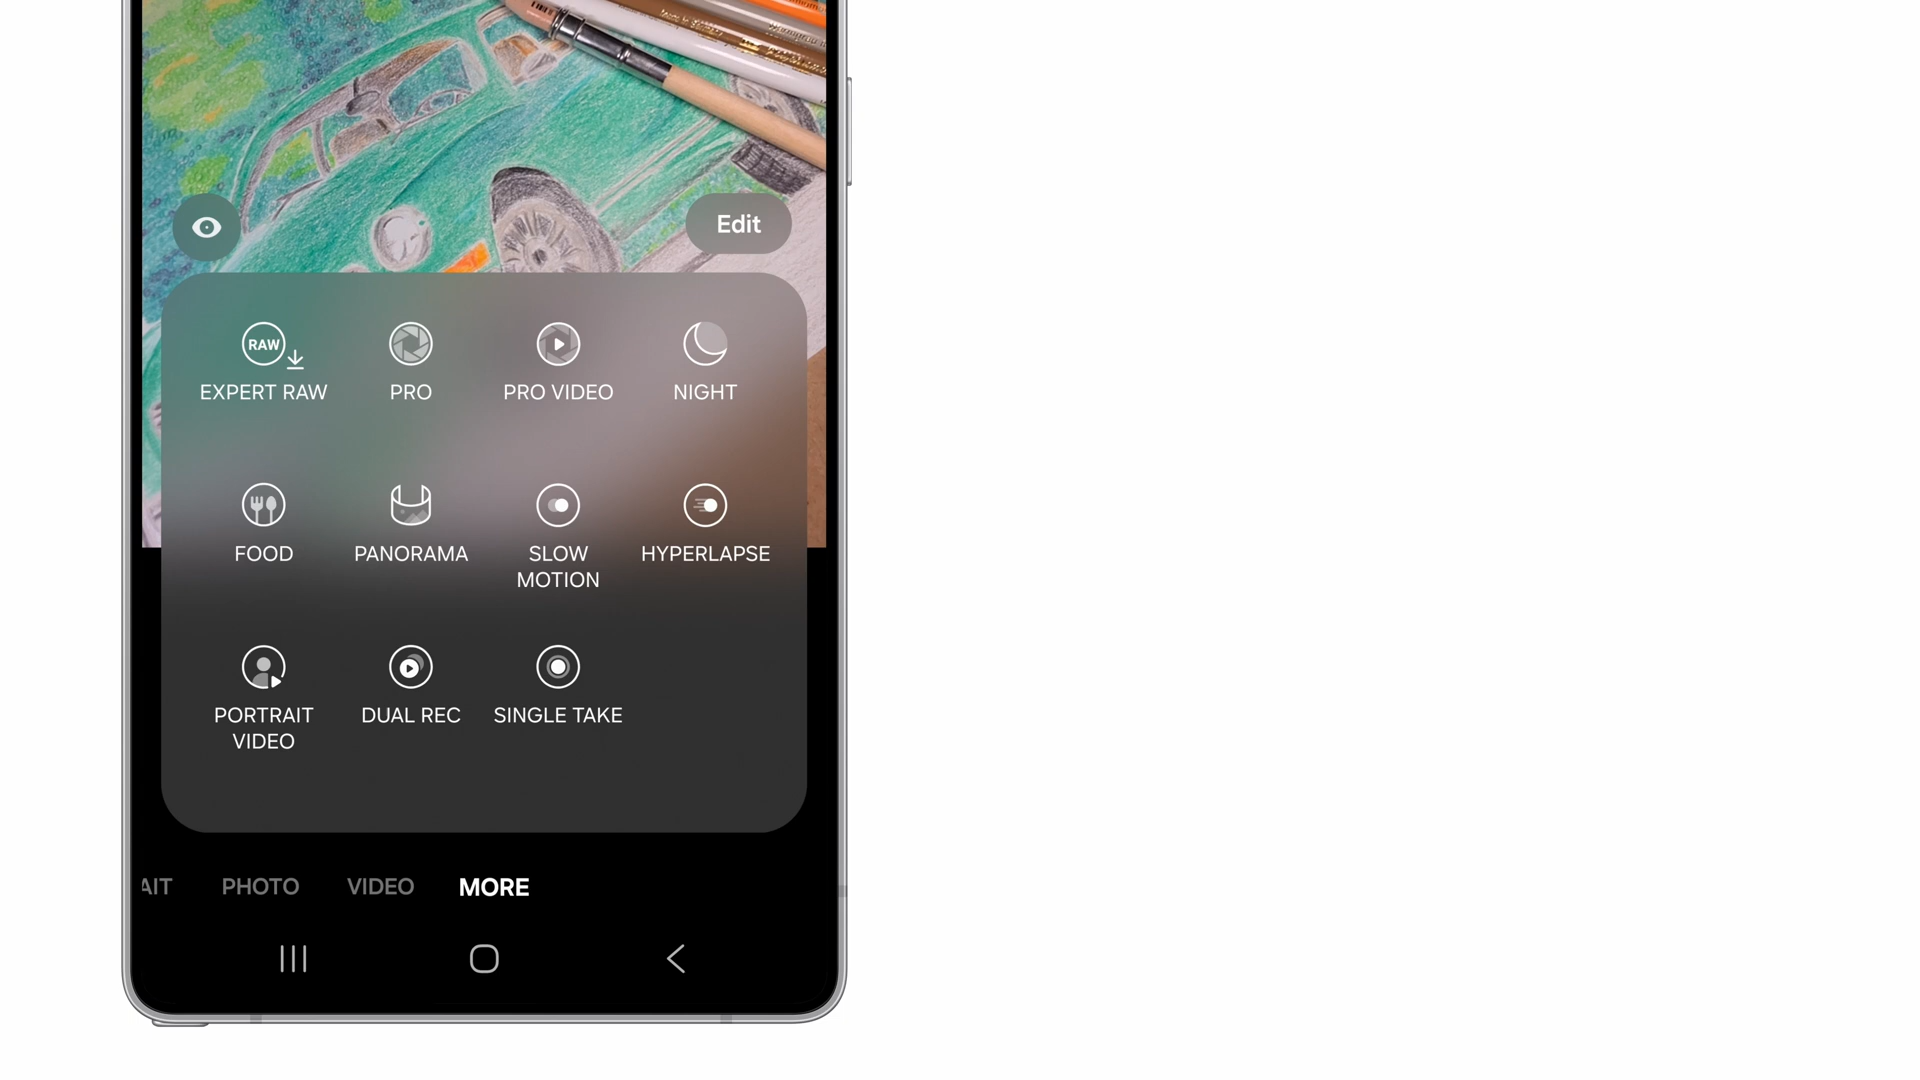 Edit
RAW
EXPERT RAW
PRO
PRO VIDEO
NIGHT
FOOD
PANORAMA
SLOW
MOTION
HYPERLAPSE
PORTRAIT
VIDEO
DUAL REC
SINGLE TAKE
AIT
PHOTO
VIDEO
MORE